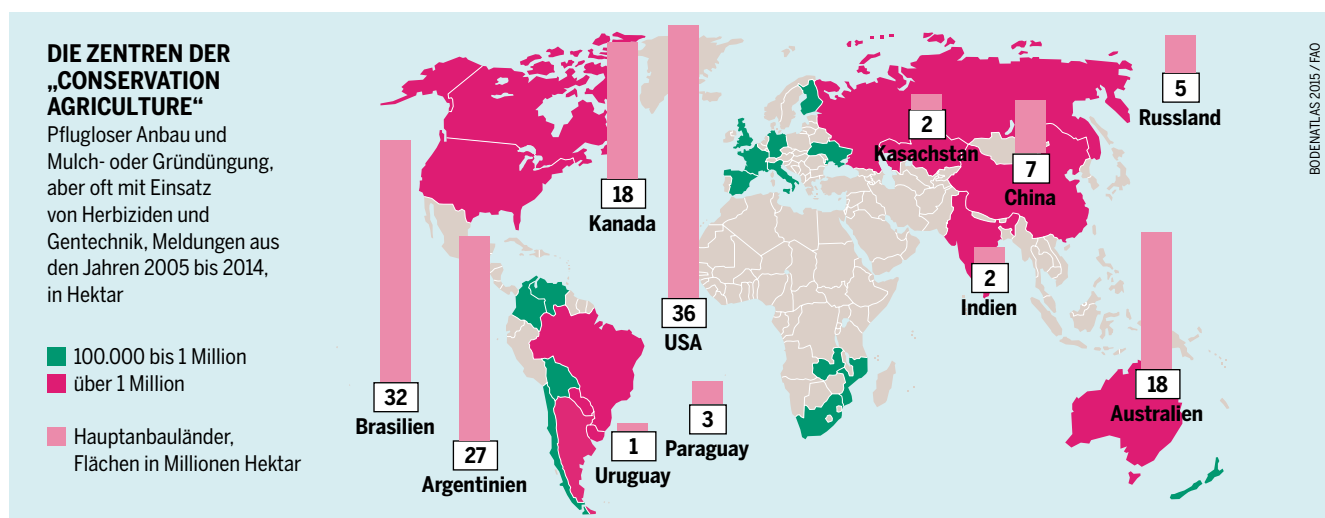 DIE ZENTREN DER
„CONSERVATION
AGRICULTURE“
Pflugloser Anbau und
Mulch- oder Gründüngung,
aber oft mit Einsatz
von Herbiziden und
Gentechnik, Meldungen aus
den Jahren 2005 bis 2014,
in Hektar
100.000 bis 1 Million
über 1 Million
Hauptanbauländer,
Flächen in Millionen Hektar
32
Brasilien
27
Argentinien
18
Kanada
36
USA
1
Uruguay
3
Paraguay
2
Kasachstan
7
China
5
Russland
2
Indien
18
Australien
BODENATLAS 2015 / FAO